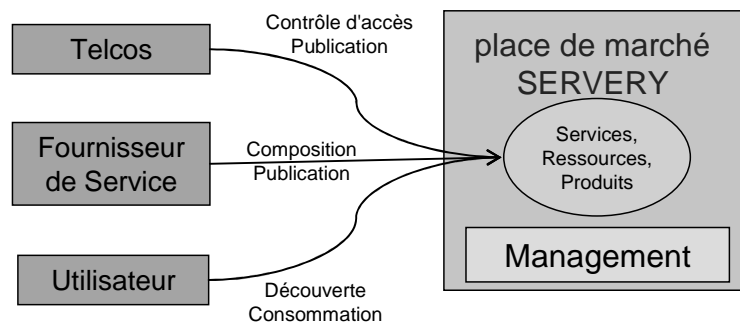 Contrôle d'accès
Publication
Telcos
place de marché
SERVERY
Fournisseur
de Service
Composition
Publication
Services,
Ressources,
Produits
Utilisateur
Management
Découverte
Consommation